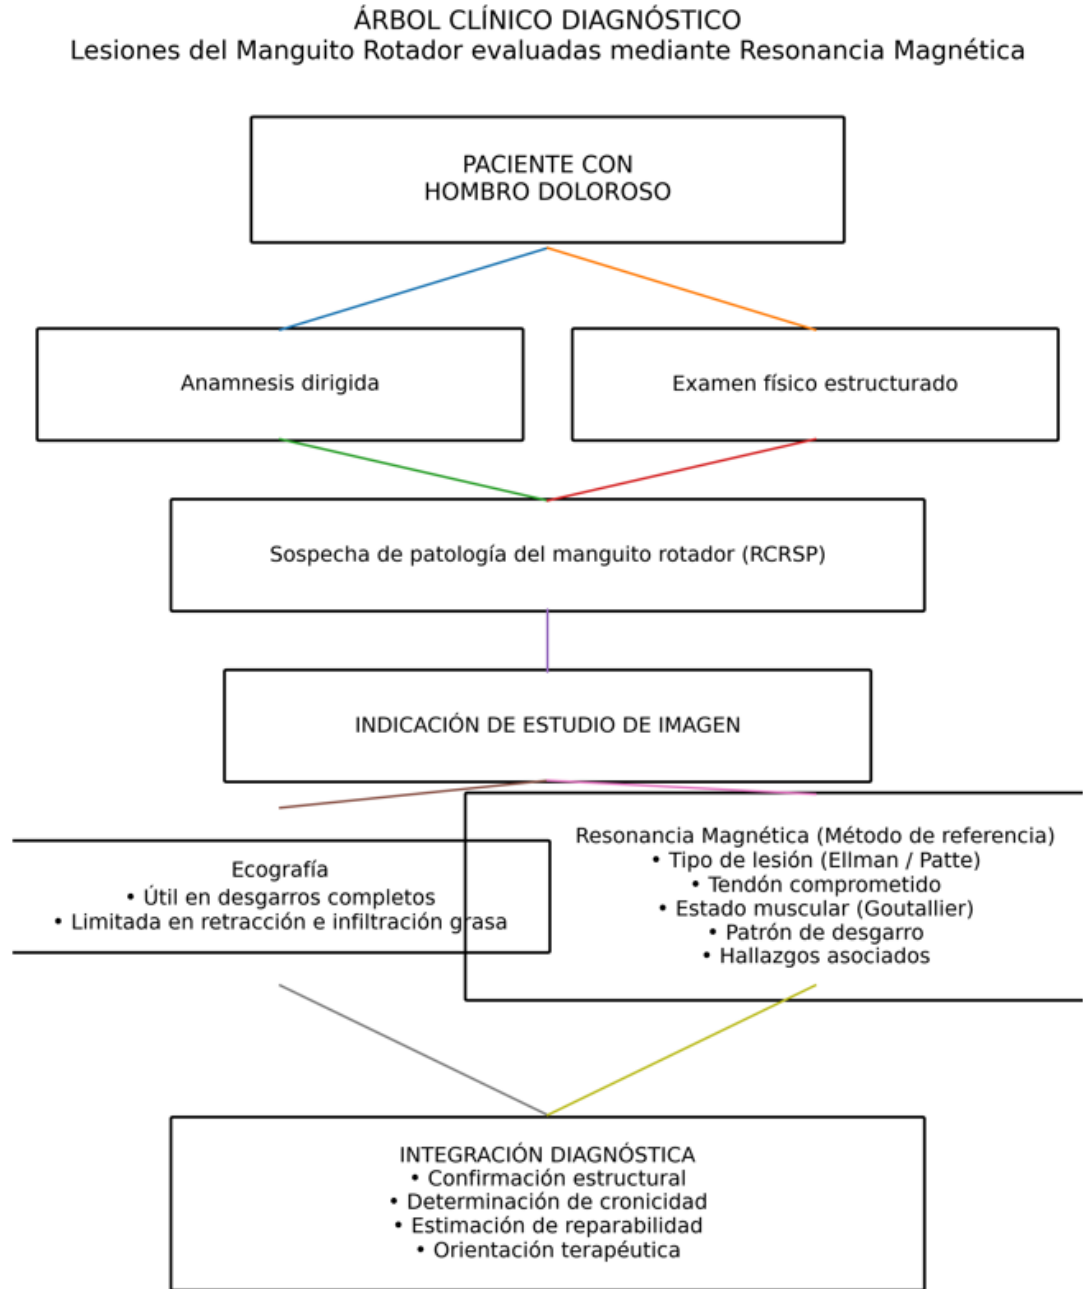 ÁRBOL CLÍNICO DIAGNÓSTICO
Lesiones del Manguito Rotador evaluadas mediante Resonancia Magnética
PACIENTE CON
HOMBRO DOLOROSO
Anamnesis dirigida
Examen físico estructurado
Sospecha de patología del manguito rotador (RCRSP)
INDICACIÓN DE ESTUDIO DE IMAGEN
Ecografía
• Útil en desgarros completos
• Limitada en retracción e infiltración grasa
Resonancia Magnética (Método de referencia)
• Tipo de lesión (Ellman / Patte)
• Tendón comprometido
• Estado muscular (Goutallier)
• Patrón de desgarro
• Hallazgos asociados
INTEGRACIÓN DIAGNÓSTICA
• Confirmación estructural
• Determinación de cronicidad
• Estimación de reparabilidad
• Orientación terapéutica